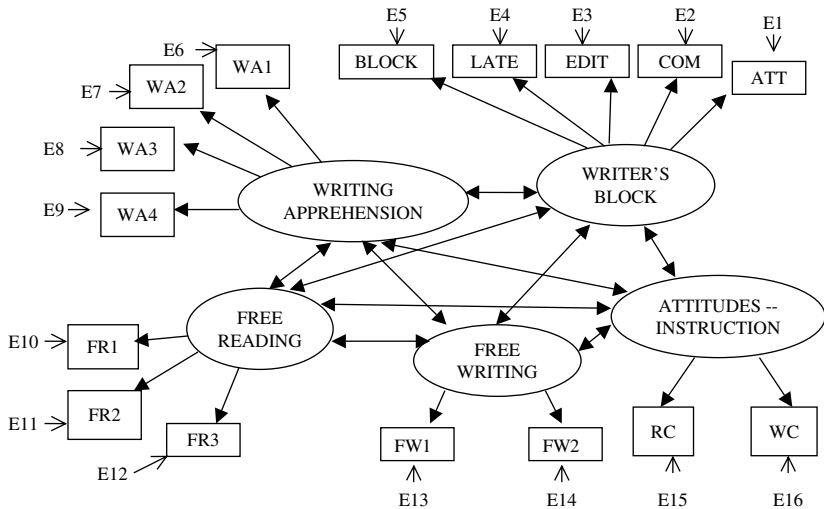 E5
E4
E3
E2
E1
E6
BLOCK
LATE
EDIT
COM
ATT
WA1
E7
WA2
E8
WA3
E9
WA4
WRITING
APPREHENSION
WRITER'S
BLOCK
FREE
READING
FREE
WRITING
ATTITUDES --
INSTRUCTION
E10
FR1
E11
FR2
E12
FR3
FW1
FW2
RC
WC
E13
E14
E15
E16